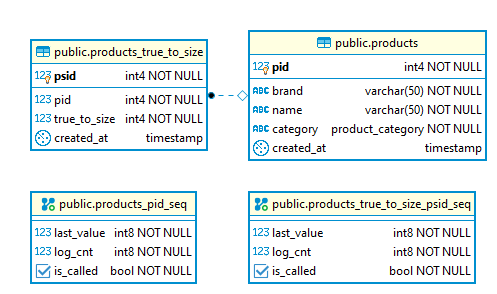 public.products_true_to_size
123 psid int4 NOT NULL
123 pid int4 NOT NULL
123 true_to_size int4 NOT NULL
created_at timestamp
public.products
123 pid int4 NOT NULL
ABC brand varchar(50) NOT NULL
ABC name varchar(50) NOT NULL
ABC category product_category NOT NULL
created_at timestamp
public.products_pid_seq
123 last_value int8 NOT NULL
123 log_cnt int8 NOT NULL
is_called bool NOT NULL
public.products_true_to_size_psid_seq
123 last_value int8 NOT NULL
123 log_cnt int8 NOT NULL
is_called bool NOT NULL